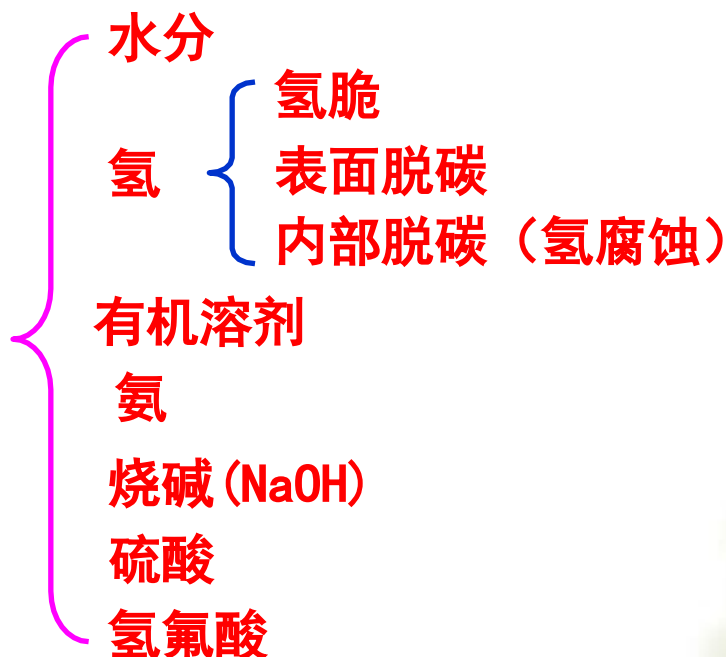 水分
氢脆
氢
表面脱碳
内部脱碳（氢腐蚀）
有机溶剂
氨
烧碱(NaOH)
硫酸
氢氟酸